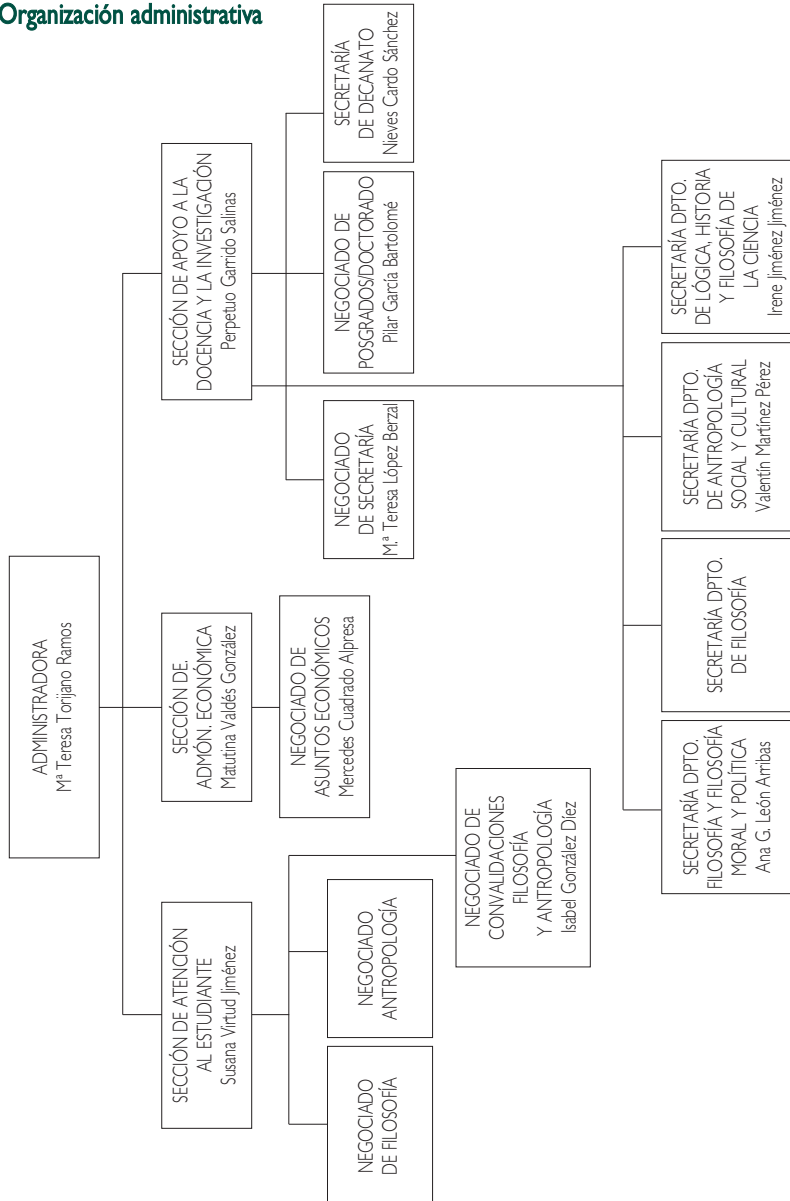 Organización administrativa
ADMINISTRADORA
Mª Teresa Torijano Ramos
SECCIÓN DE ATENCIÓN
AL ESTUDIANTE
Susana Virtud Jiménez
SECCIÓN DE.
ADMÓN. ECONÓMICA
Matutina Valdés González
SECCIÓN DE APOYO A LA
DOCENCIA Y LA INVESTIGACIÓN
Perpetuo Garrido Salinas
NEGOCIADO
DE FILOSOFÍA
NEGOCIADO
ANTROPOLOGÍA
NEGOCIADO DE
CONVALIDACIONES
FILOSOFÍA
Y ANTROPOLOGÍA
Isabel González Díez
NEGOCIADO DE
ASUNTOS ECONÓMICOS
Mercedes Cuadrado Alpresa
NEGOCIADO
DE SECRETARÍA
M.ª Teresa López Berzal
NEGOCIADO DE
POSGRADOS/DOCTORADO
Pilar García Bartolomé
SECRETARÍA
DE DECANATO
Nieves Cardo Sánchez
SECRETARÍA DPTO.
FILOSOFÍA Y FILOSOFÍA
MORAL Y POLÍTICA
Ana G. León Arribas
SECRETARÍA DPTO.
DE FILOSOFÍA
SECRETARÍA DPTO.
DE ANTROPOLOGÍA
SOCIAL Y CULTURAL
Valentín Martínez Pérez
SECRETARÍA DPTO.
DE LÓGICA, HISTORIA
Y FILOSOFÍA DE
LA CIENCIA
Irene Jiménez Jiménez